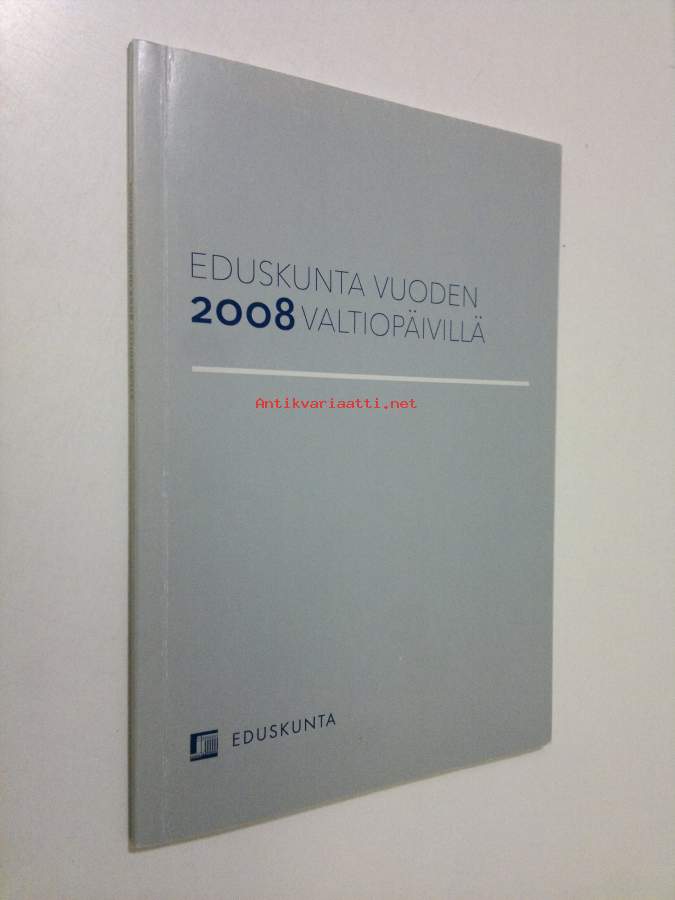 EDUSKUNTA VUODEN
2008 VALTIOPÄIVILLÄ
Antikvariaatti.net
EDUSKUNTA